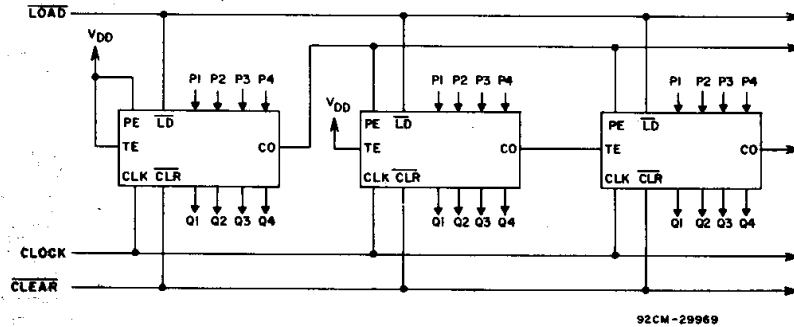 LOAD
VDD
P1 P2 P3 P4
P1 P2 P3 P4
P1 P2 P3 P4
VDD
PE LD
TE CO
CLK CLR
PE LD
TE CO
CLK CLR
PE LD
TE CO
CLK CLR
Q1 Q2 Q3 Q4
Q1 Q2 Q3 Q4
Q1 Q2 Q3 Q4
CLOCK
CLEAR
92CM-29969